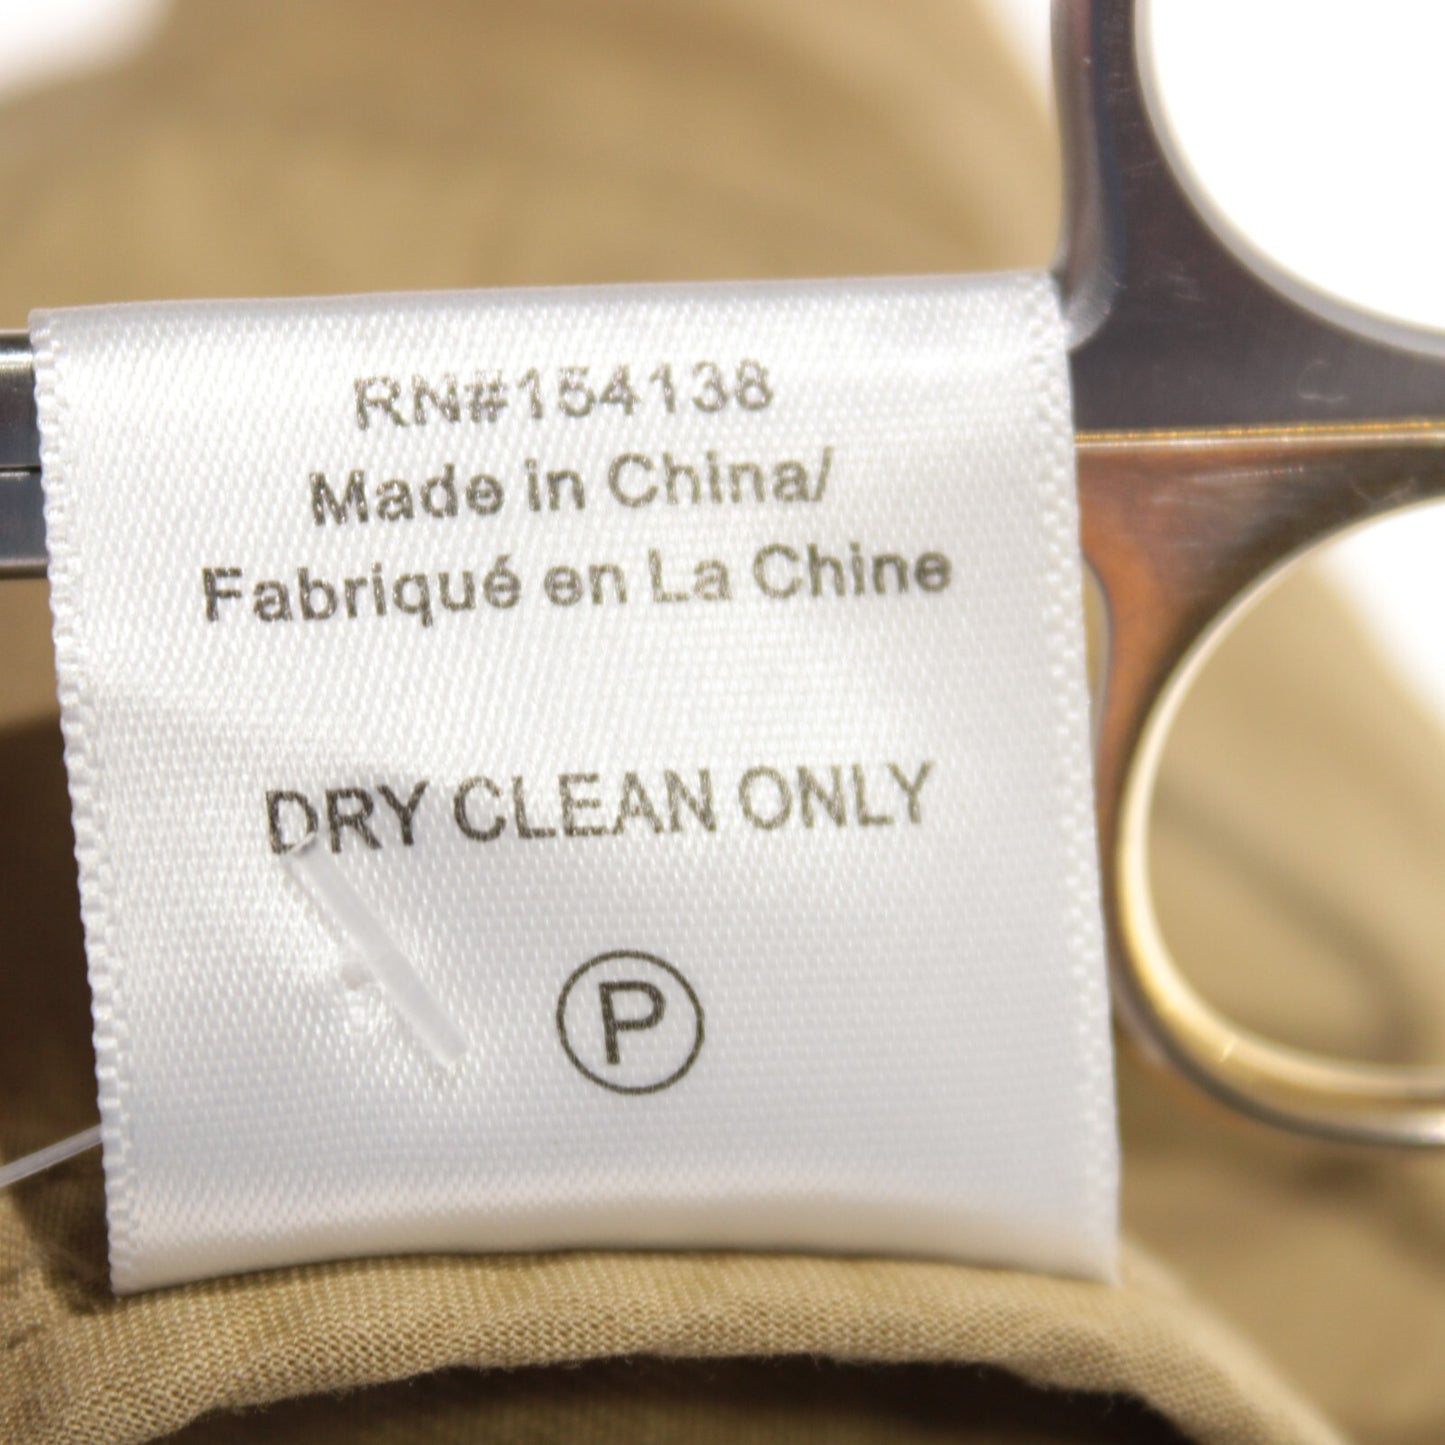 RN#154138
Made in China/
Fabriqué en La Chine
DRY CLEAN ONLY
P